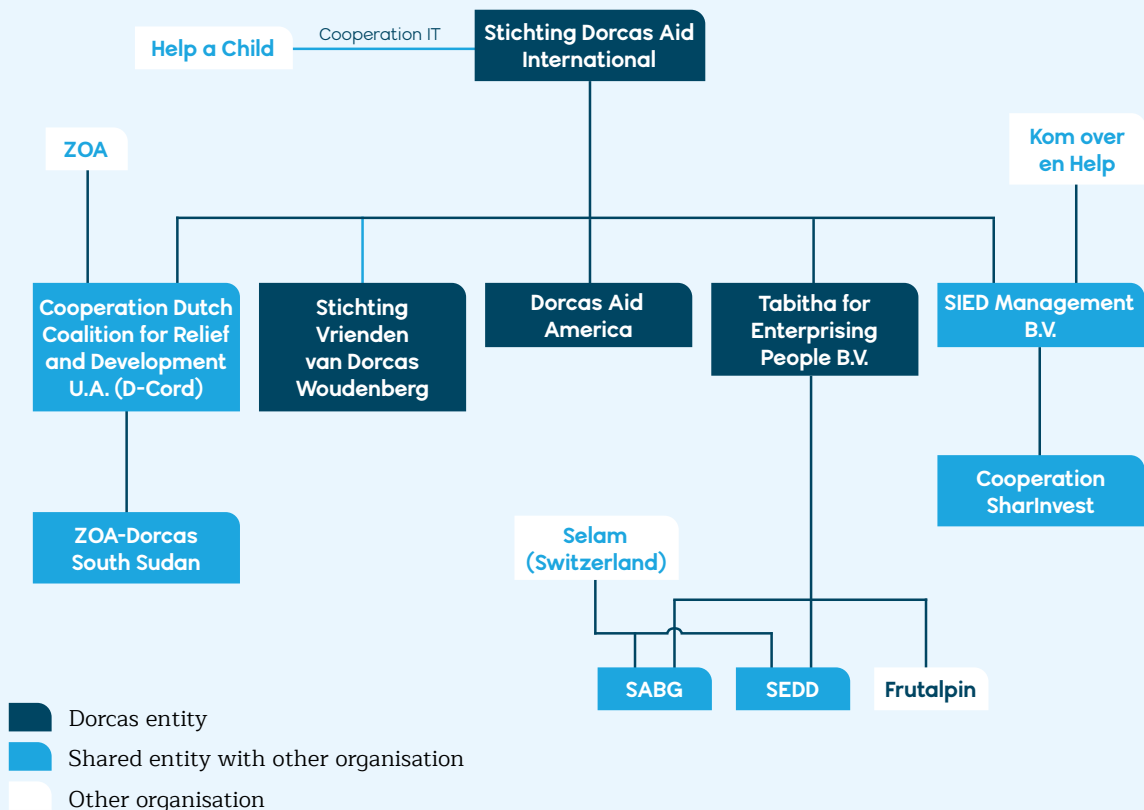 Help a Child
Cooperation IT
Stichting Dorcas Aid
International
ZOA
Kom over
en Help
Cooperation Dutch
Coalition for Relief
and Development
U.A. (D-Cord)
Stichting
Vrienden
van Dorcas
Woudenberg
Dorcas Aid
America
Tabitha for
Enterprising
People B.V.
SIED Management
B.V.
ZOA-Dorcas
South Sudan
Cooperation
SharInvest
Selam
(Switzerland)
SABG
SEDD
Frutalpin
Dorcas entity
Shared entity with other organisation
Other organisation